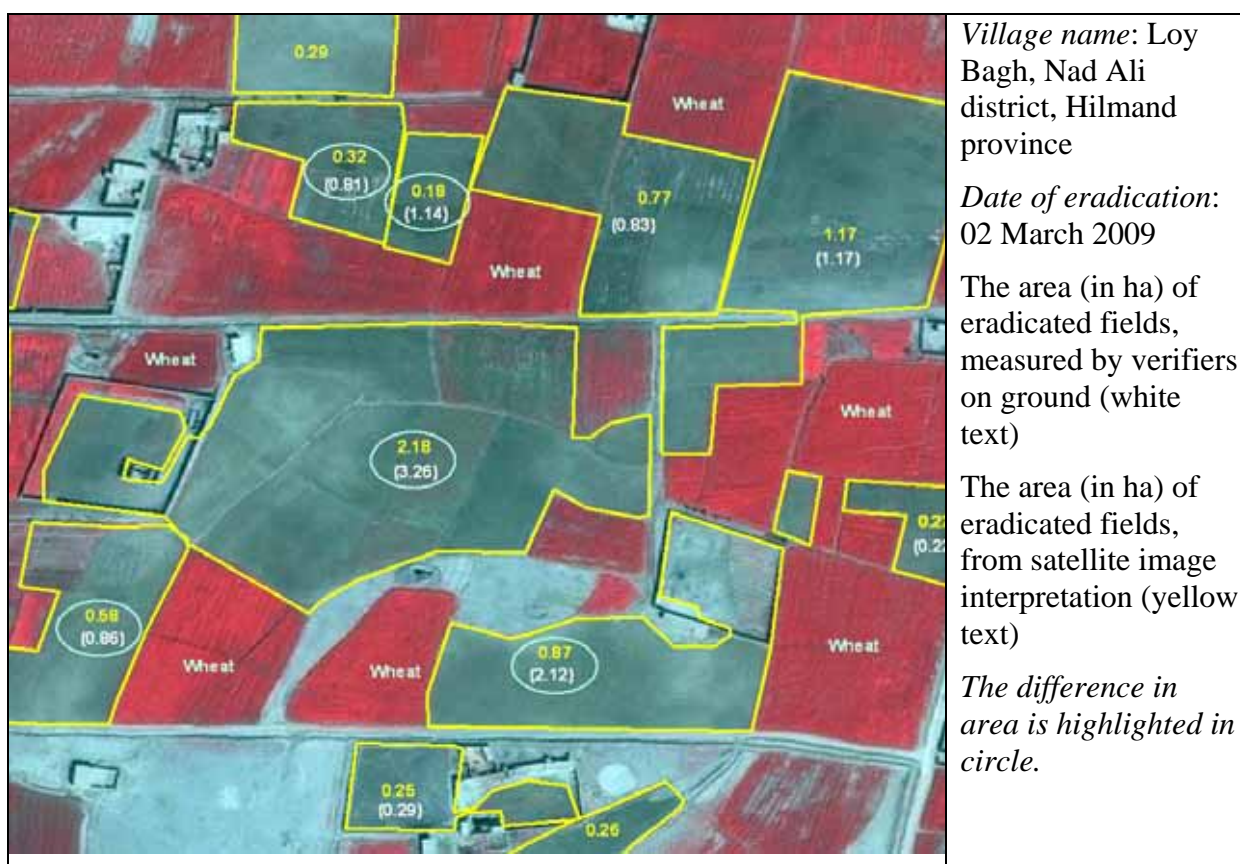 0.29
Wheat
0.32
(0.81)
0.18
(1.14)
0.77
(0.83)
1.17
(1.17)
Wheat
Wheat
Wheat
2.18
(3.26)
0.58
(0.86)
Wheat
Wheat
0.87
(2.12)
Wheat
0.25
(0.29)
0.26
Village name: Loy
Bagh, Nad Ali
district, Hilmand
province
Date of eradication:
02 March 2009
The area (in ha) of
eradicated fields,
measured by verifiers
on ground (white
text)
The area (in ha) of
eradicated fields,
from satellite image
interpretation (yellow
text)
The difference in
area is highlighted in
circle.